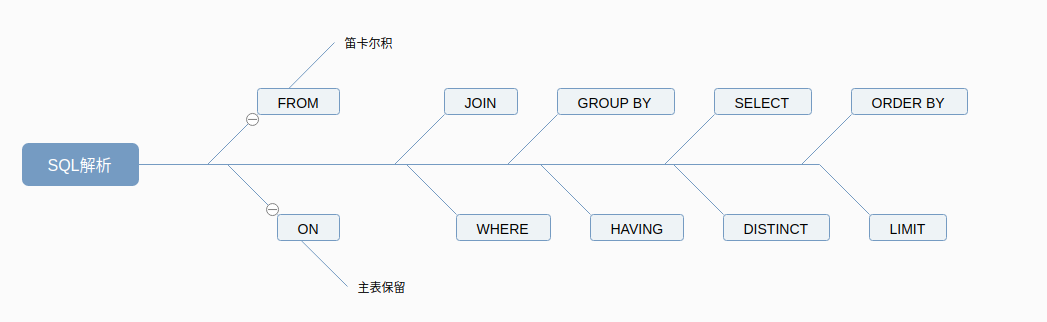 笛卡尔积
FROM
JOIN
GROUP BY
SELECT
ORDER BY
SQL解析
ON
WHERE
HAVING
DISTINCT
LIMIT
主表保留